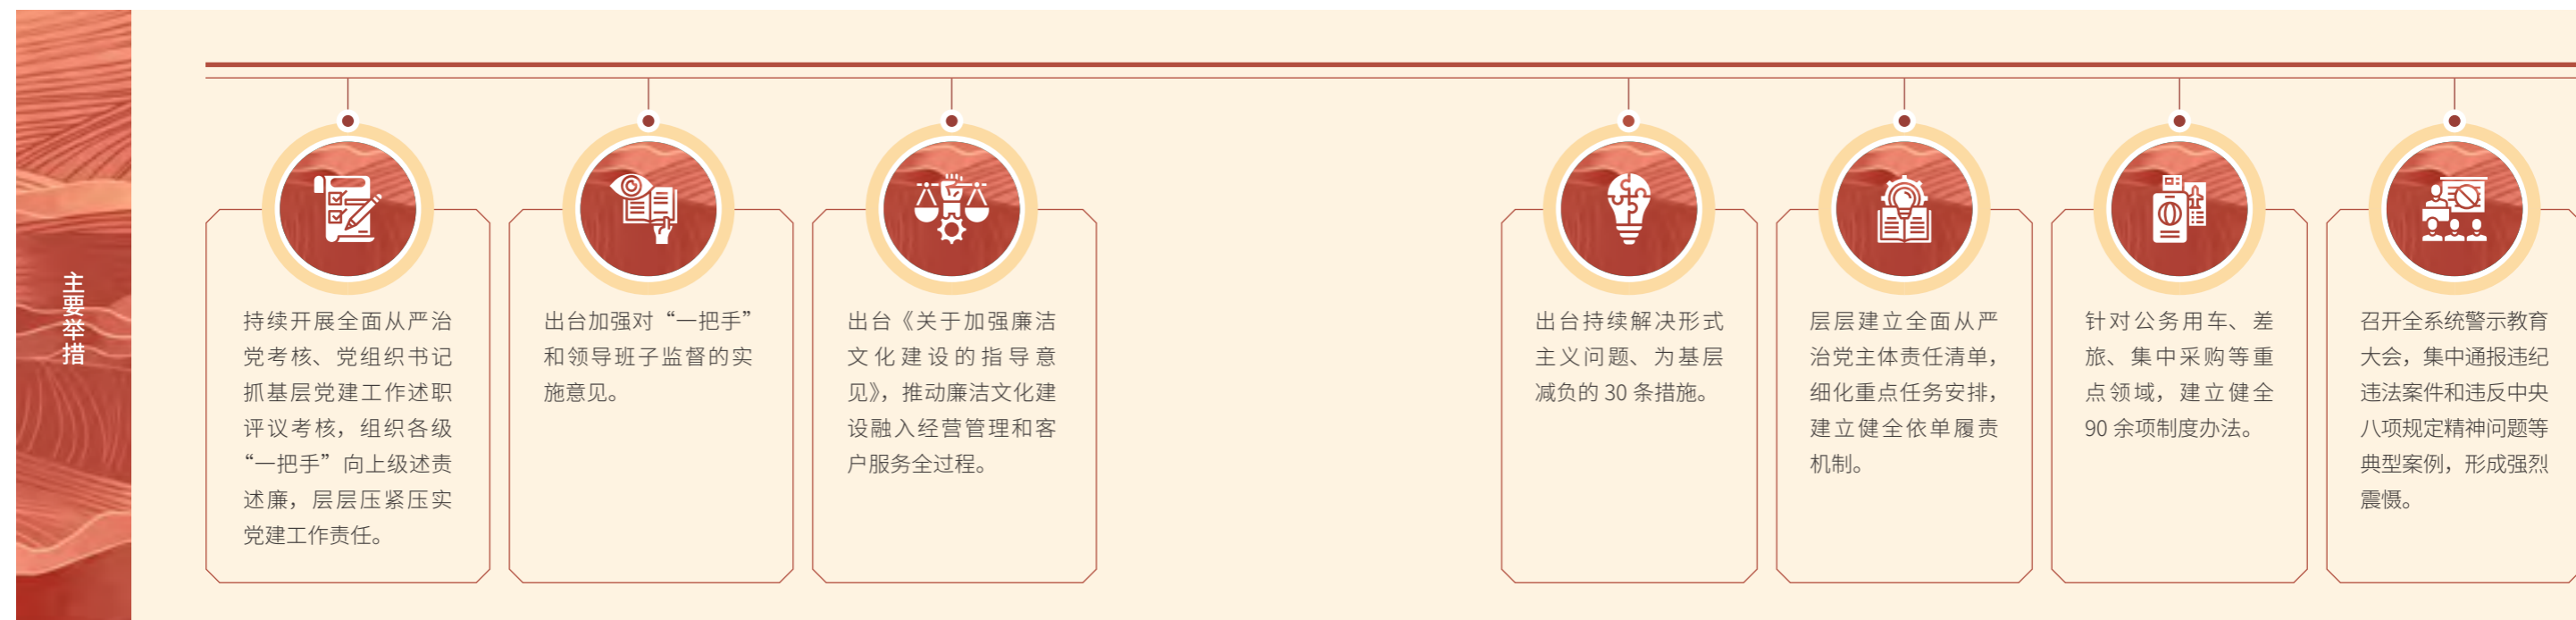 主要举措
持续开展全面从严治
党考核、党组织书记
抓基层党建工作述职
评议考核，组织各级
“一把手”向上级述责
述廉，层层压紧压实
党建工作责任。
出台加强对“一把手”
和领导班子监督的实
施意见。
出台《关于加强廉洁
文化建设的指导意
见》，推动廉洁文化建
设融入经营管理和客
户服务全过程。
出台持续解决形式
主义问题、为基层
减负的 30 条措施。
层层建立全面从严
治党主体责任清单，
细化重点任务安排，
建立健全依单履责
机制。
针对公务用车、差
旅、集中采购等重
点领域，建立健全
90 余项制度办法。
召开全系统警示教育
大会，集中通报违纪
违法案件和违反中央
八项规定精神问题等
典型案例，形成强烈
震慑。